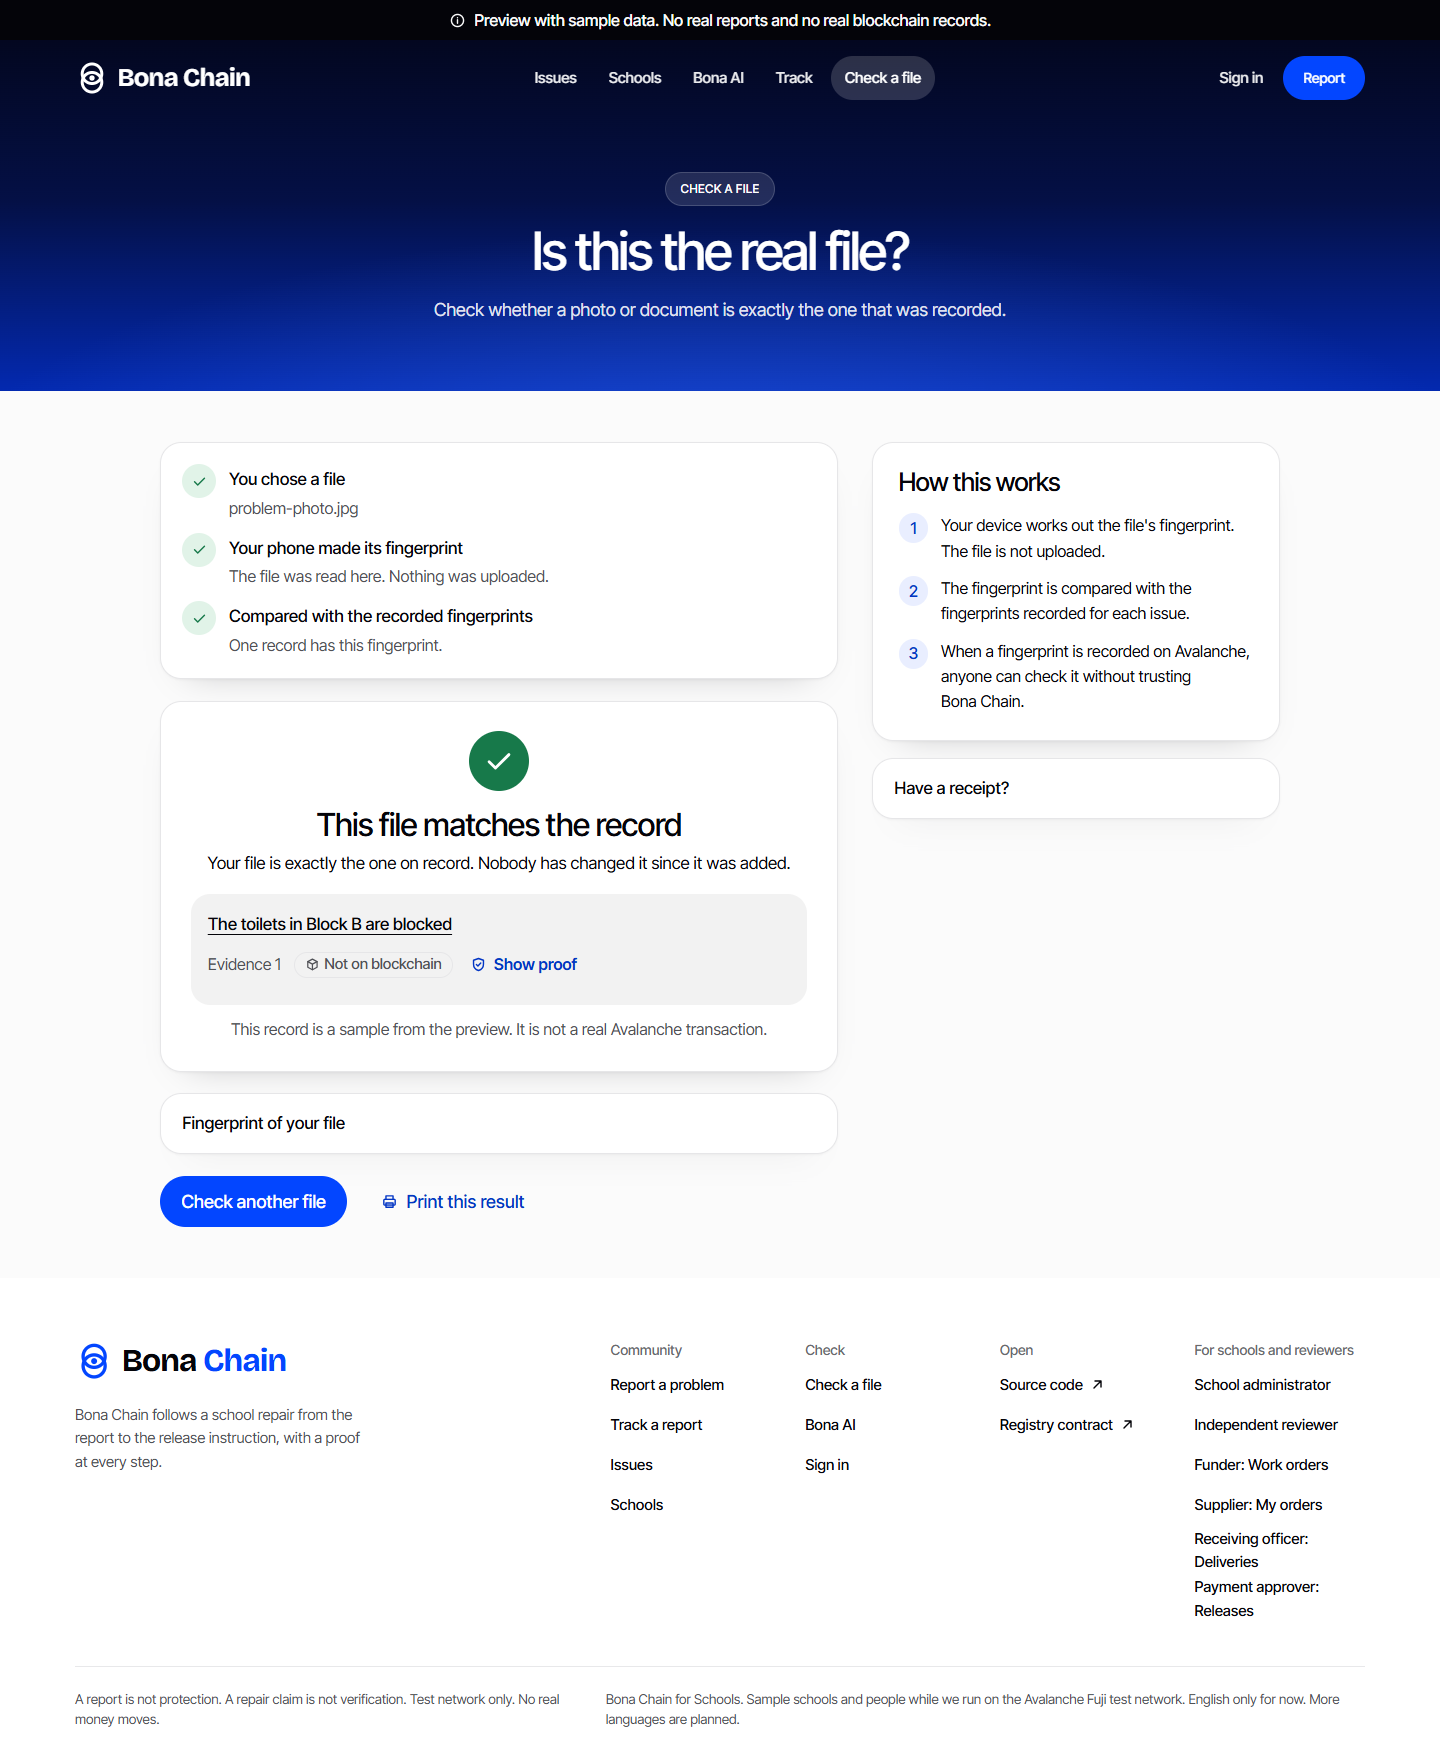 Preview with sample data. No real reports and no real blockchain records.
Bona Chain
Issues
Schools
Bona AI
Track
Check a file
Sign in
Report
CHECK A FILE
Is this the real file?
Check whether a photo or document is exactly the one that was recorded.
You chose a file
problem-photo.jpg
Your phone made its fingerprint
The file was read here. Nothing was uploaded.
Compared with the recorded fingerprints
One record has this fingerprint.
This file matches the record
Your file is exactly the one on record. Nobody has changed it since it was added.
The toilets in Block B are blocked
Evidence 1
Not on blockchain
Show proof
This record is a sample from the preview. It is not a real Avalanche transaction.
Fingerprint of your file
Check another file
Print this result
How this works
1
Your device works out the file's fingerprint.
The file is not uploaded.
2
The fingerprint is compared with the
fingerprints recorded for each issue.
3
When a fingerprint is recorded on Avalanche,
anyone can check it without trusting
Bona Chain.
Have a receipt?
Bona Chain
Bona Chain follows a school repair from the
report to the release instruction, with a proof
at every step.
Community
Report a problem
Track a report
Issues
Schools
Check
Check a file
Bona AI
Sign in
Open
Source code
Registry contract
For schools and reviewers
School administrator
Independent reviewer
Funder: Work orders
Supplier: My orders
Receiving officer:
Deliveries
Payment approver:
Releases
A report is not protection. A repair claim is not verification. Test network only. No real
money moves.
Bona Chain for Schools. Sample schools and people while we run on the Avalanche Fuji test network. English only for now. More
languages are planned.